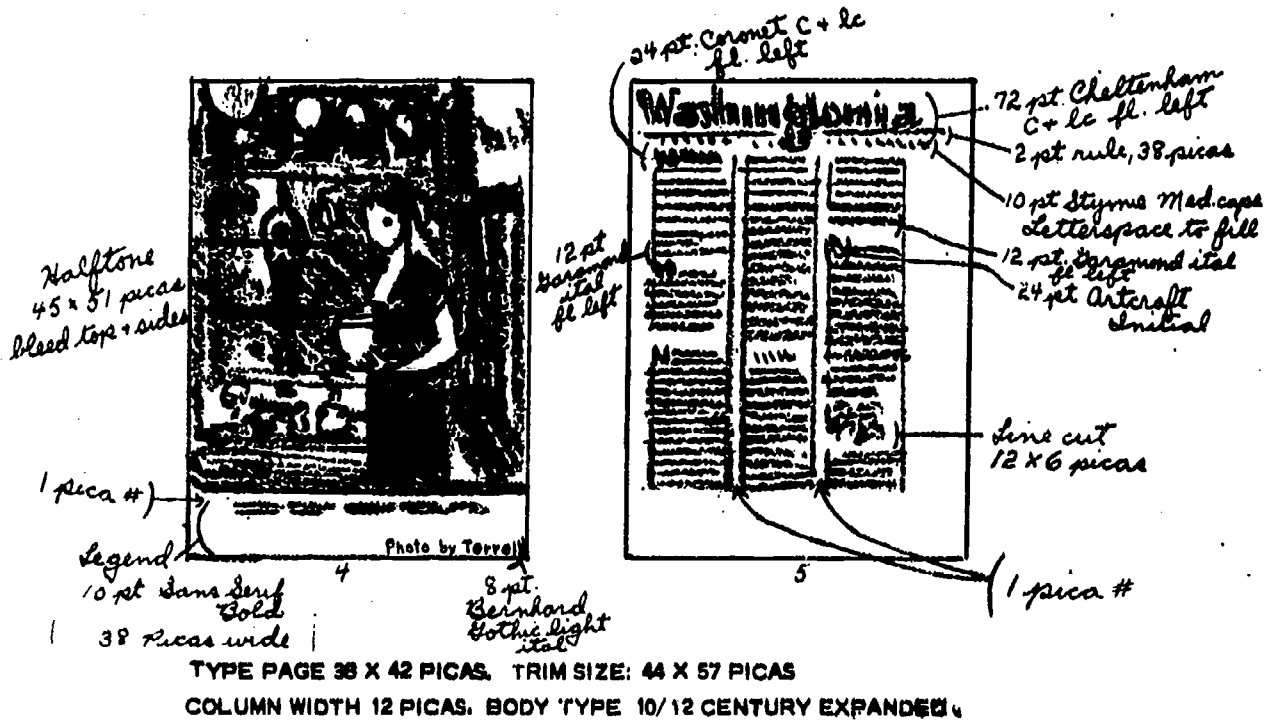 24 pt. Coronet C + lc
fl. left
72 pt. Cheltenham
C + lc fl. left
2 pt rule, 38 picas
10 pt Stymie Med. caps
Letterspace to fill
12 pt. Garamond ital
fl left
24 pt Artcraft
Initial
12 pt
Garamond
ital
fl left
Halftone
45 x 51 picas
bleed top + sides
Line cut
12 x 6 picas
1 pica #
Legend
10 pt Sans Serif
Bold
38 Picas wide
Photo by Terrell
4
8 pt.
Bernhard
Gothic light
ital
5
1 pica #
TYPE PAGE 38 X 42 PICAS. TRIM SIZE: 44 X 57 PICAS
COLUMN WIDTH 12 PICAS. BODY TYPE 10/12 CENTURY EXPANDED.